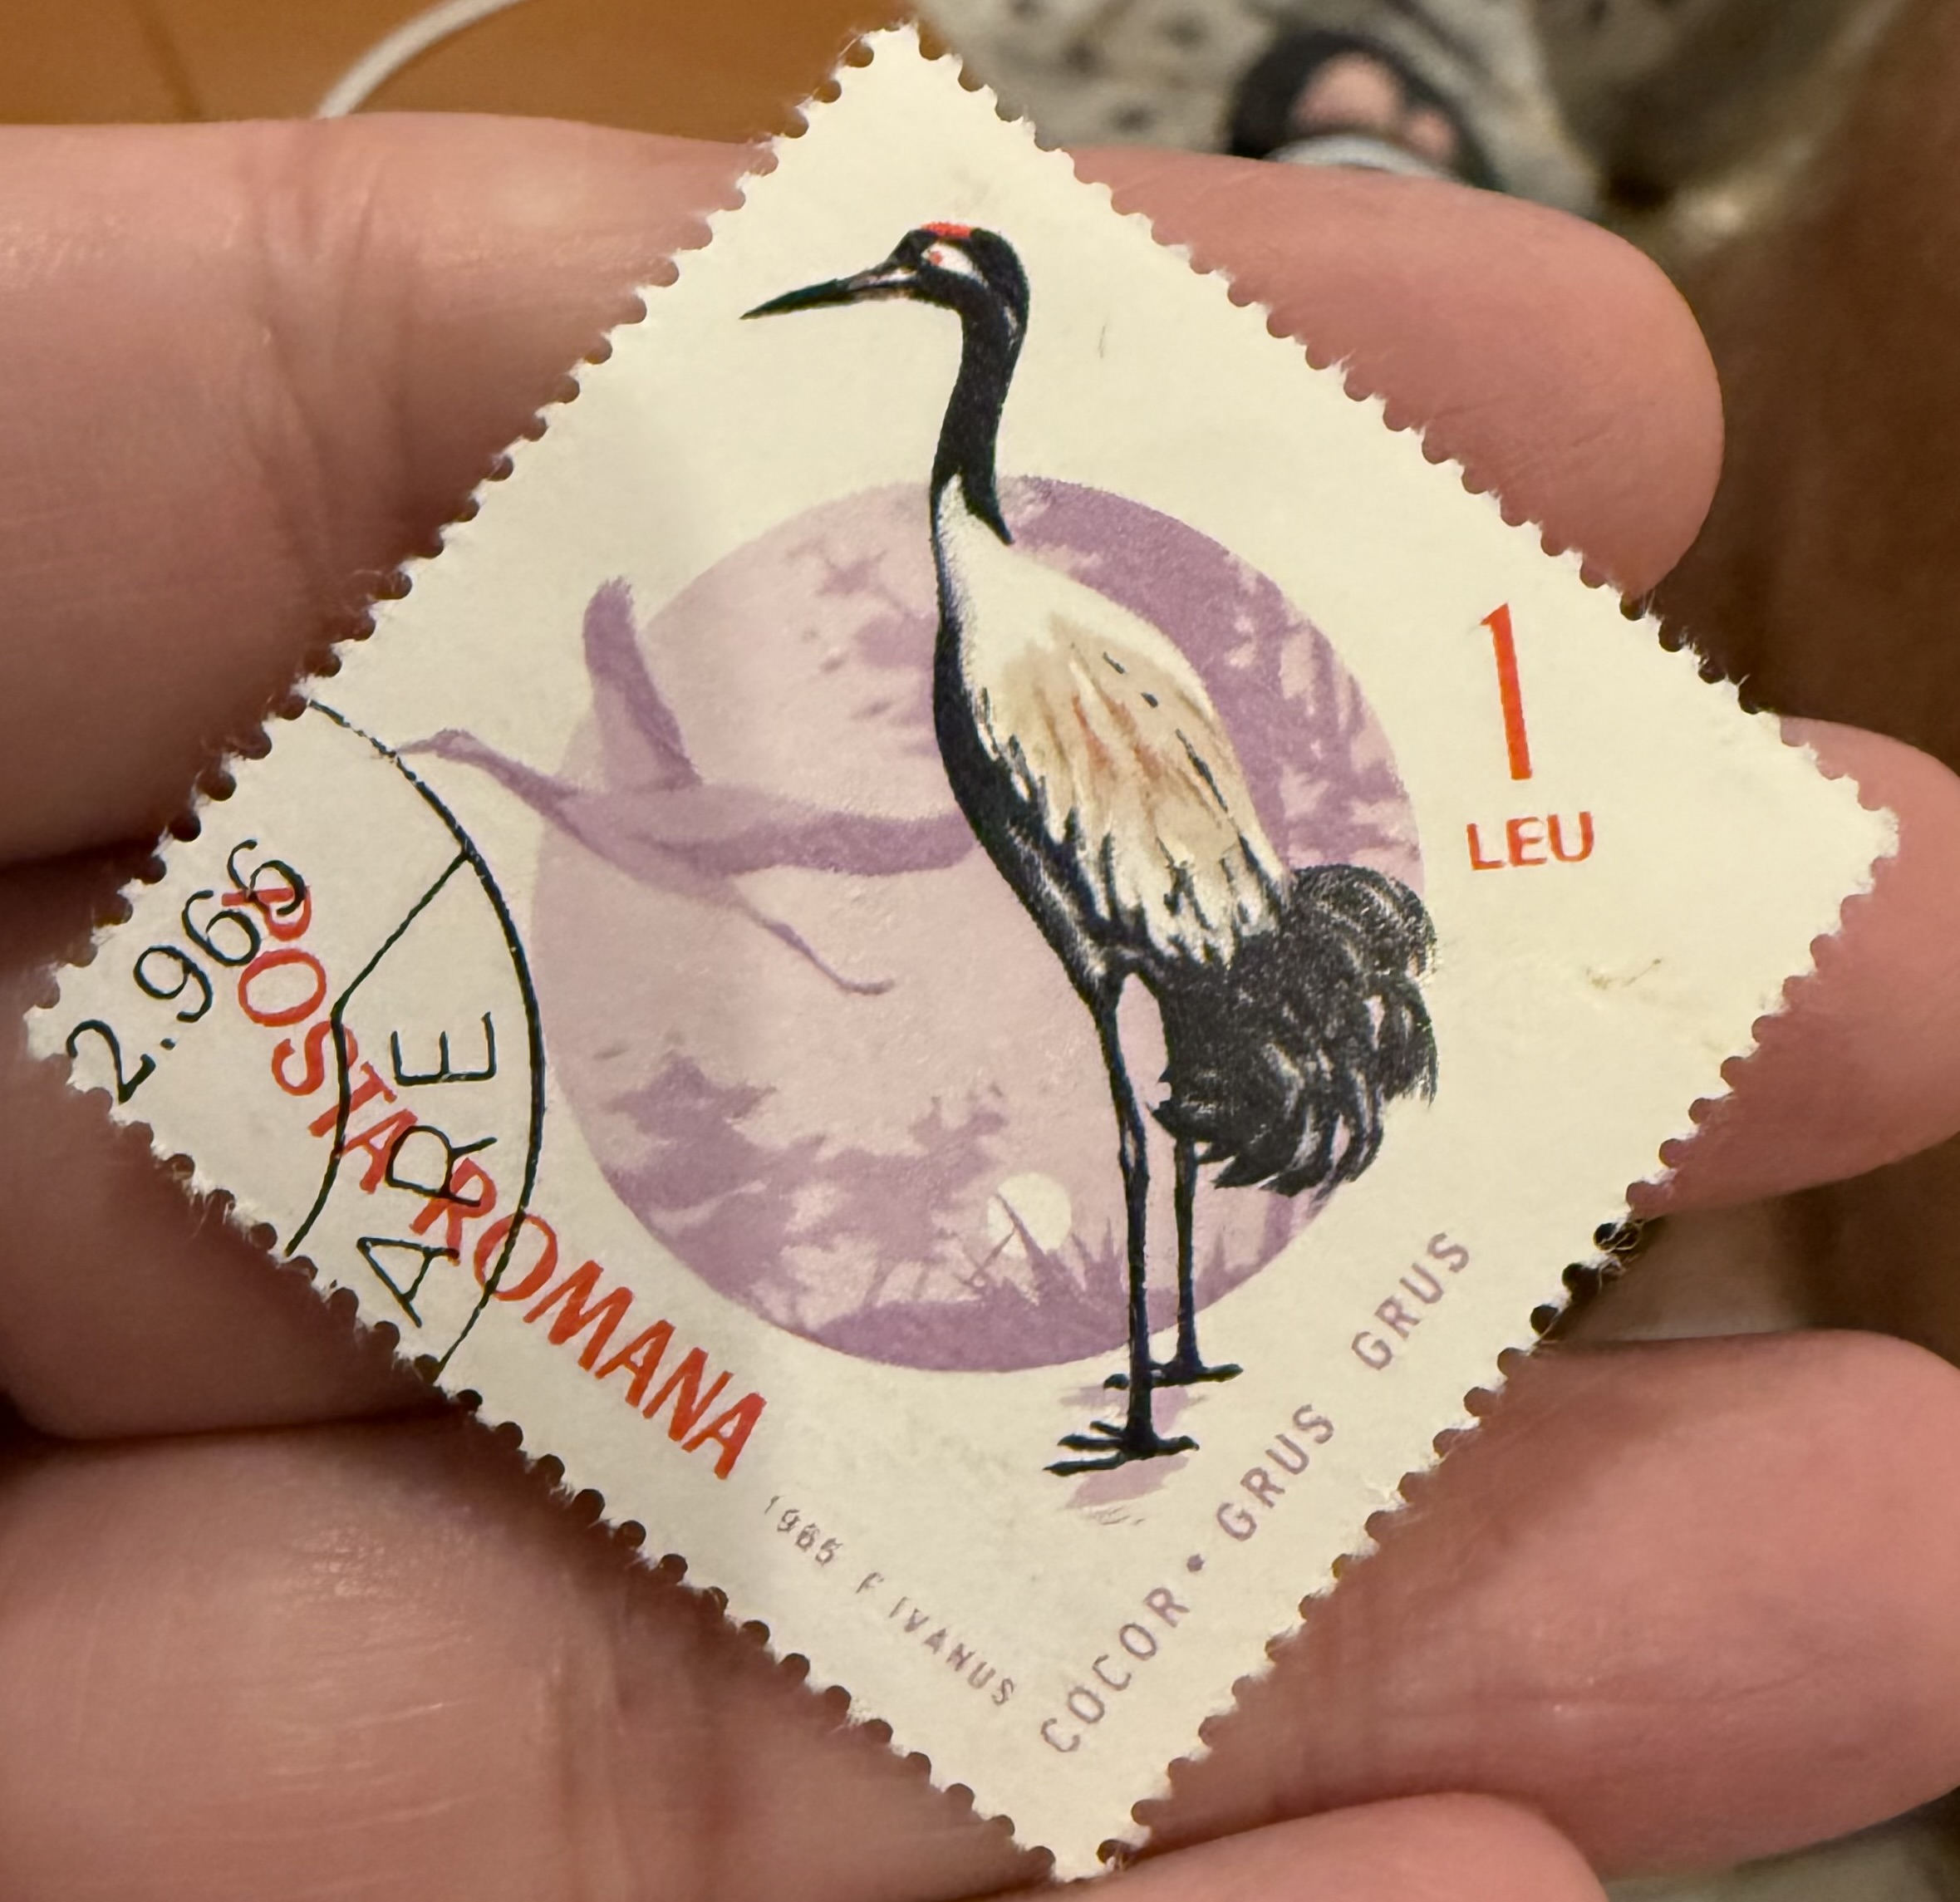 1
LEU
2.966
POSTA ROMANA
ARE
1965 F IVANUS
COCOR • GRUS GRUS